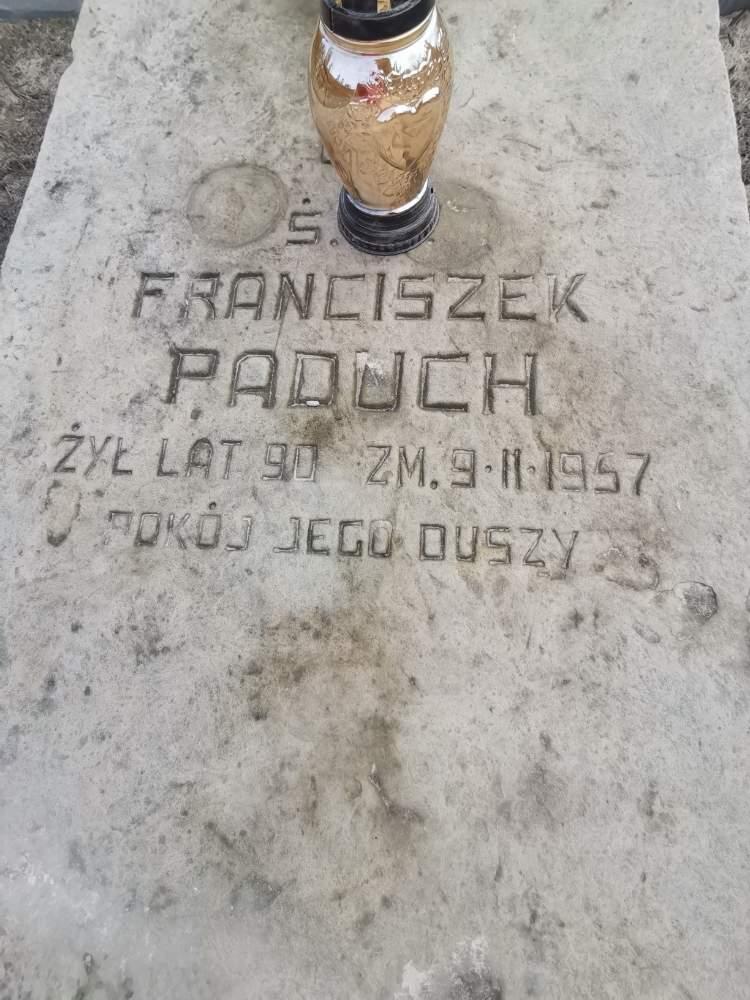 Ś.
FRANCISZEK
PADUCH
ŻYŁ LAT 90 ZM. 9.11.1957
POKÓJ JEGO DUSZY